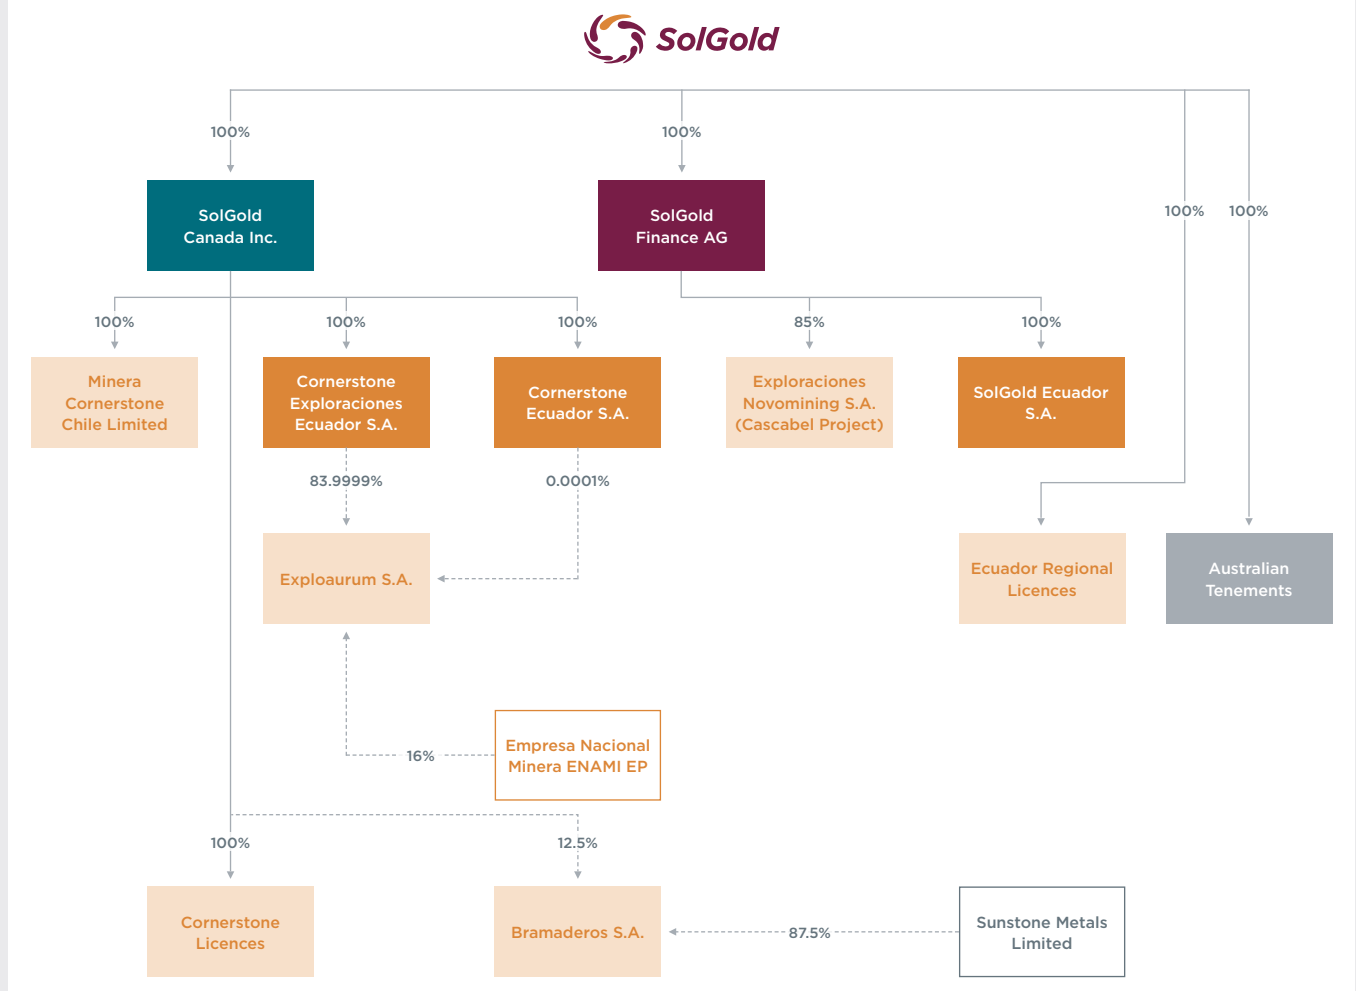 SolGold
100%
100%
SolGold
Canada Inc.
SolGold
Finance AG
100%
100%
100%
100%
100%
85%
100%
Minera
Cornerstone
Chile Limited
Cornerstone
Exploraciones
Ecuador S.A.
Cornerstone
Ecuador S.A.
Exploraciones
Novomining S.A.
(Cascabel Project)
SolGold Ecuador
S.A.
83.9999%
0.0001%
Exploaurum S.A.
Ecuador Regional
Licences
Australian
Tenements
Empresa Nacional
Minera ENAMI EP
16%
100%
12.5%
Cornerstone
Licences
Bramaderos S.A.
87.5%
Sunstone Metals
Limited